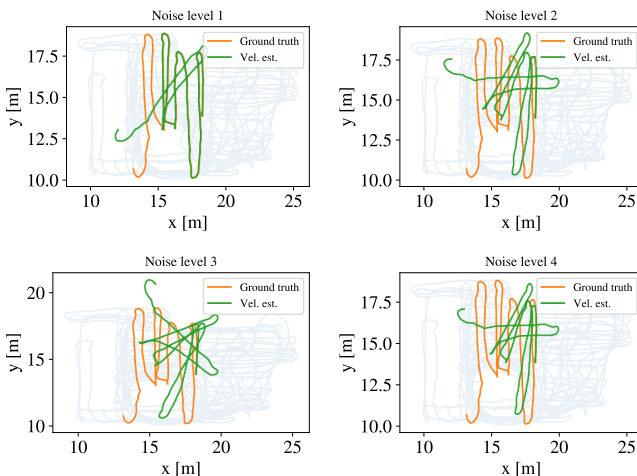 Noise level 1
Noise level 2
17.5
15.0
12.5
10.0
y [m]
Ground truth
Vel. est.
10
15
20
25
x [m]
17.5
15.0
12.5
10.0
y [m]
Ground truth
Vel. est.
10
15
20
25
x [m]
Noise level 3
Noise level 4
20
15
10
y [m]
Ground truth
Vel. est.
10
15
20
25
x [m]
17.5
15.0
12.5
10.0
y [m]
Ground truth
Vel. est.
10
15
20
25
x [m]